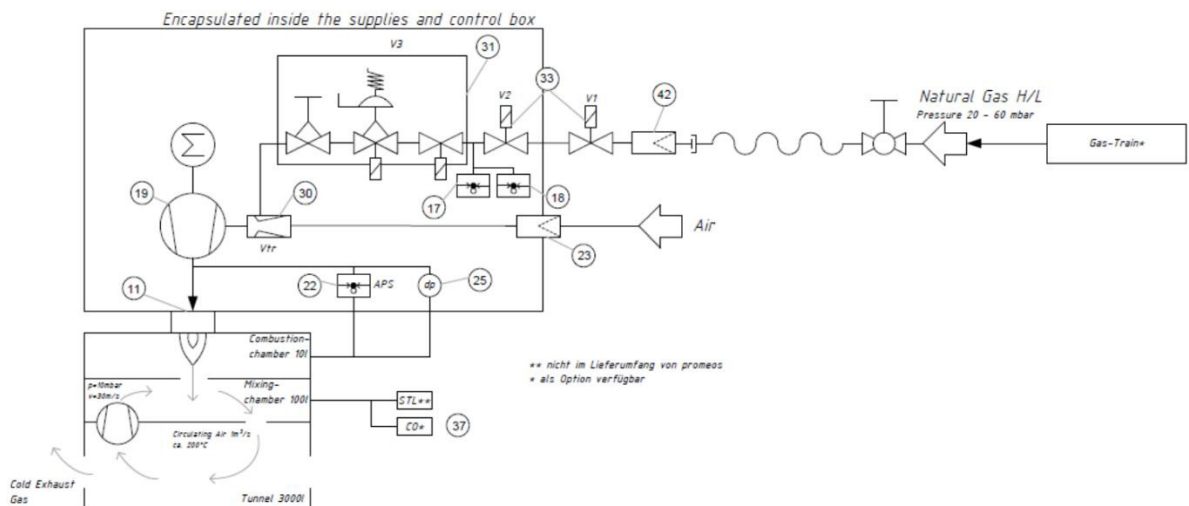 Encapsulated inside the supplies and control box
V3
31
33
V2
V1
42
Natural Gas H/L
Pressure 20 - 60 mbar
Gas-Train*
Σ
19
30
17
18
Vtr
23
Air
11
22
APS
dp
25
Combustion-
chamber 10l
p=10mbar
v=30m/s
Mixing-
chamber 100l
** nicht im Lieferumfang von promeos
* als Option verfügbar
STL**
CO*
37
Circulating Air 1m³/s
ca. 200°C
Cold Exhaust
Gas
Tunnel 3000l